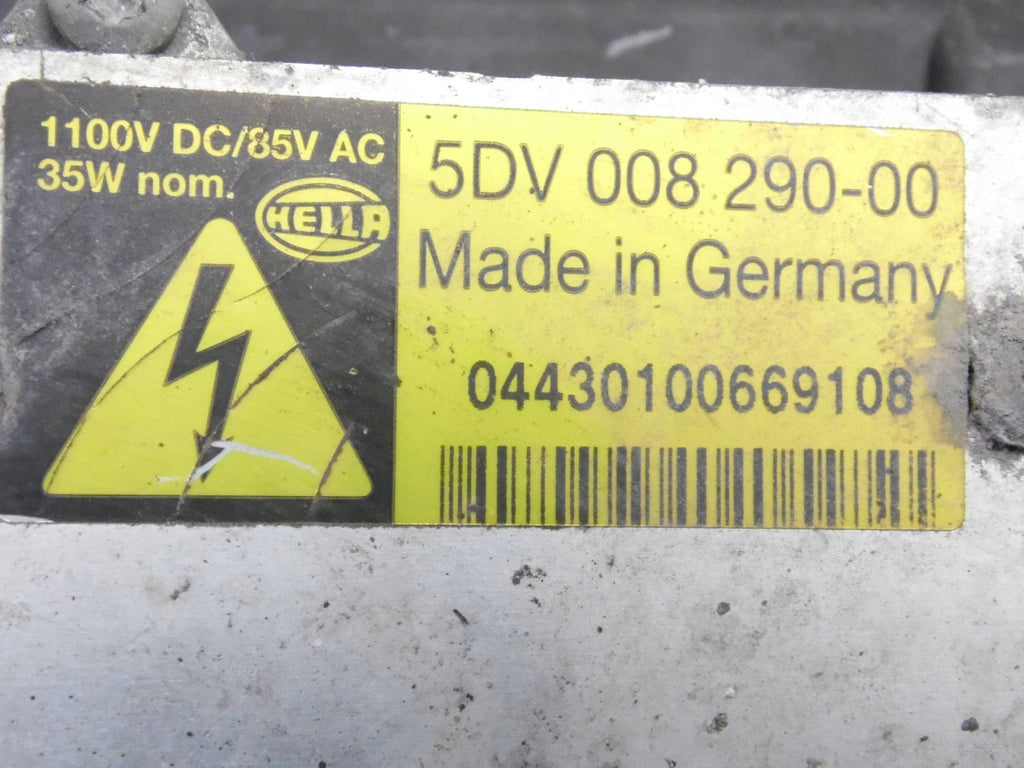 1100V DC/85V AC
35W nom.
HELLA
5DV 008 290-00
Made in Germany
04430100669108